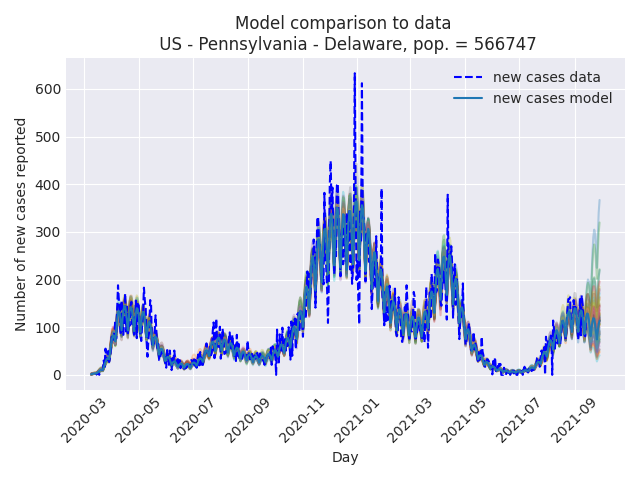 Model comparison to data
US - Pennsylvania - Delaware, pop. = 566747
new cases data
new cases model
Number of new cases reported
600
500
400
300
200
100
0
2020-03
2020-05
2020-07
2020-09
2020-11
2021-01
2021-03
2021-05
2021-07
2021-09
Day